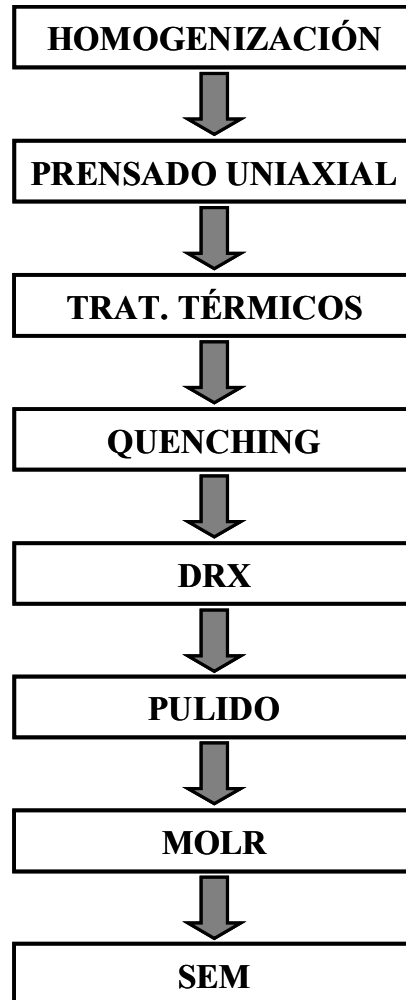 HOMOGENIZACIÓN
PRENSADO UNIAXIAL
TRAT. TÉRMICOS
QUENCHING
DRX
PULIDO
MOLR
SEM